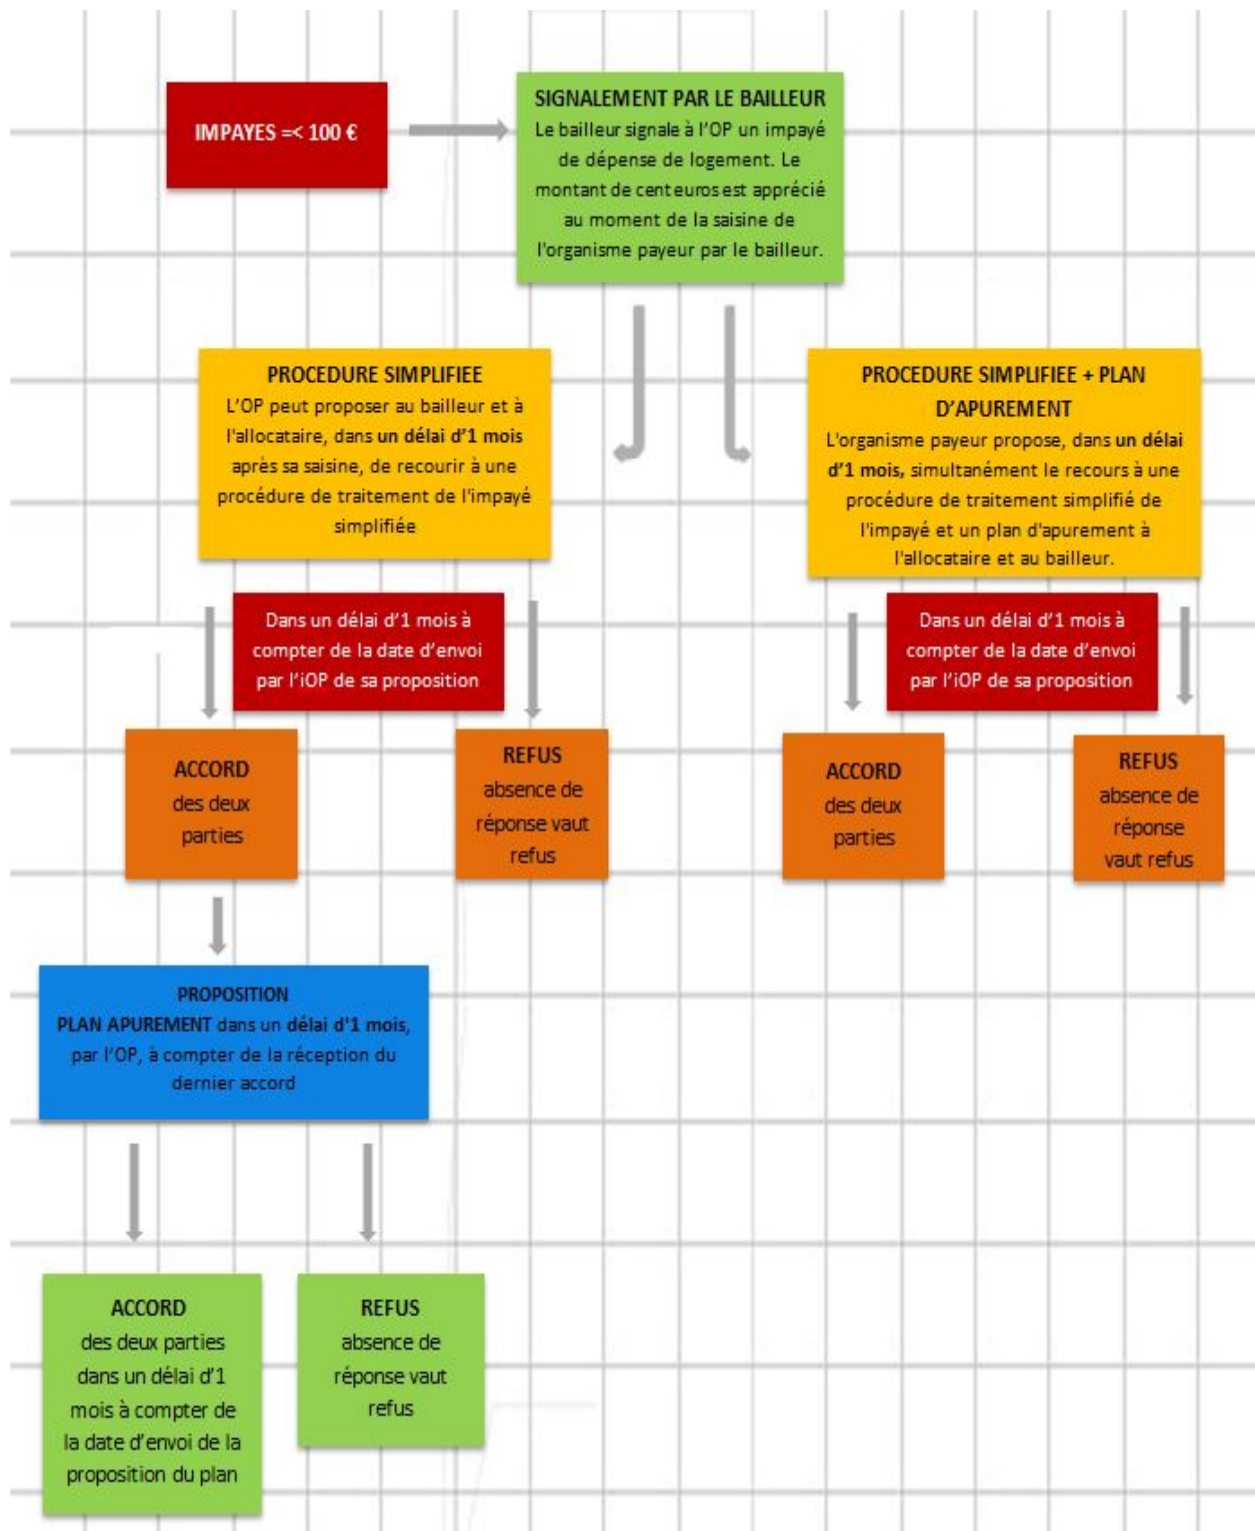 IMPAYES =< 100 €
SIGNALEMENT PAR LE BAILLEUR
Le bailleur signale à l'OP un impayé
de dépense de logement. Le
montant de cent euros est apprécié
au moment de la saisine de
l'organisme payeur par le bailleur.
PROCEDURE SIMPLIFIEE
L'OP peut proposer au bailleur et à
l'allocataire, dans un délai d'1 mois
après sa saisine, de recourir à une
procédure de traitement de l'impayé
simplifiée
PROCEDURE SIMPLIFIEE + PLAN
D'APUREMENT
L'organisme payeur propose, dans un délai
d'1 mois, simultanément le recours à une
procédure de traitement simplifié de
l'impayé et un plan d'apurement à
l'allocataire et au bailleur.
Dans un délai d'1 mois à
compter de la date d'envoi
par l'iOP de sa proposition
Dans un délai d'1 mois à
compter de la date d'envoi
par l'iOP de sa proposition
ACCORD
des deux
parties
REFUS
absence de
réponse vaut
refus
ACCORD
des deux
parties
REFUS
absence de
réponse
vaut refus
PROPOSITION
PLAN APUREMENT dans un délai d'1 mois,
par l'OP, à compter de la réception du
dernier accord
ACCORD
des deux parties
dans un délai d'1
mois à compter de
la date d'envoi de la
proposition du plan
REFUS
absence de
réponse vaut
refus